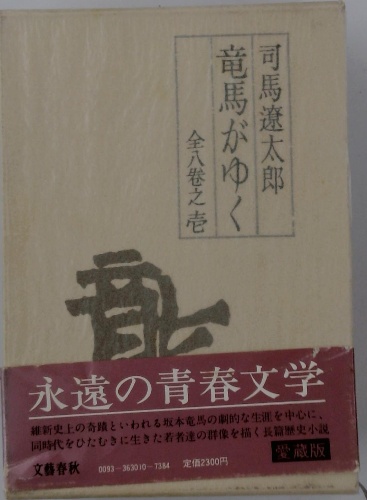 司馬遼太郎
竜馬がゆく
全八巻之壱
永遠の青春文学
維新史上の奇蹟といわれる坂本竜馬の劇的な生涯を中心に、
同時代をひたむきに生きた若者達の群像を描く長篇歴史小説
文藝春秋
0093-363010-7384
定価2300円
愛蔵版